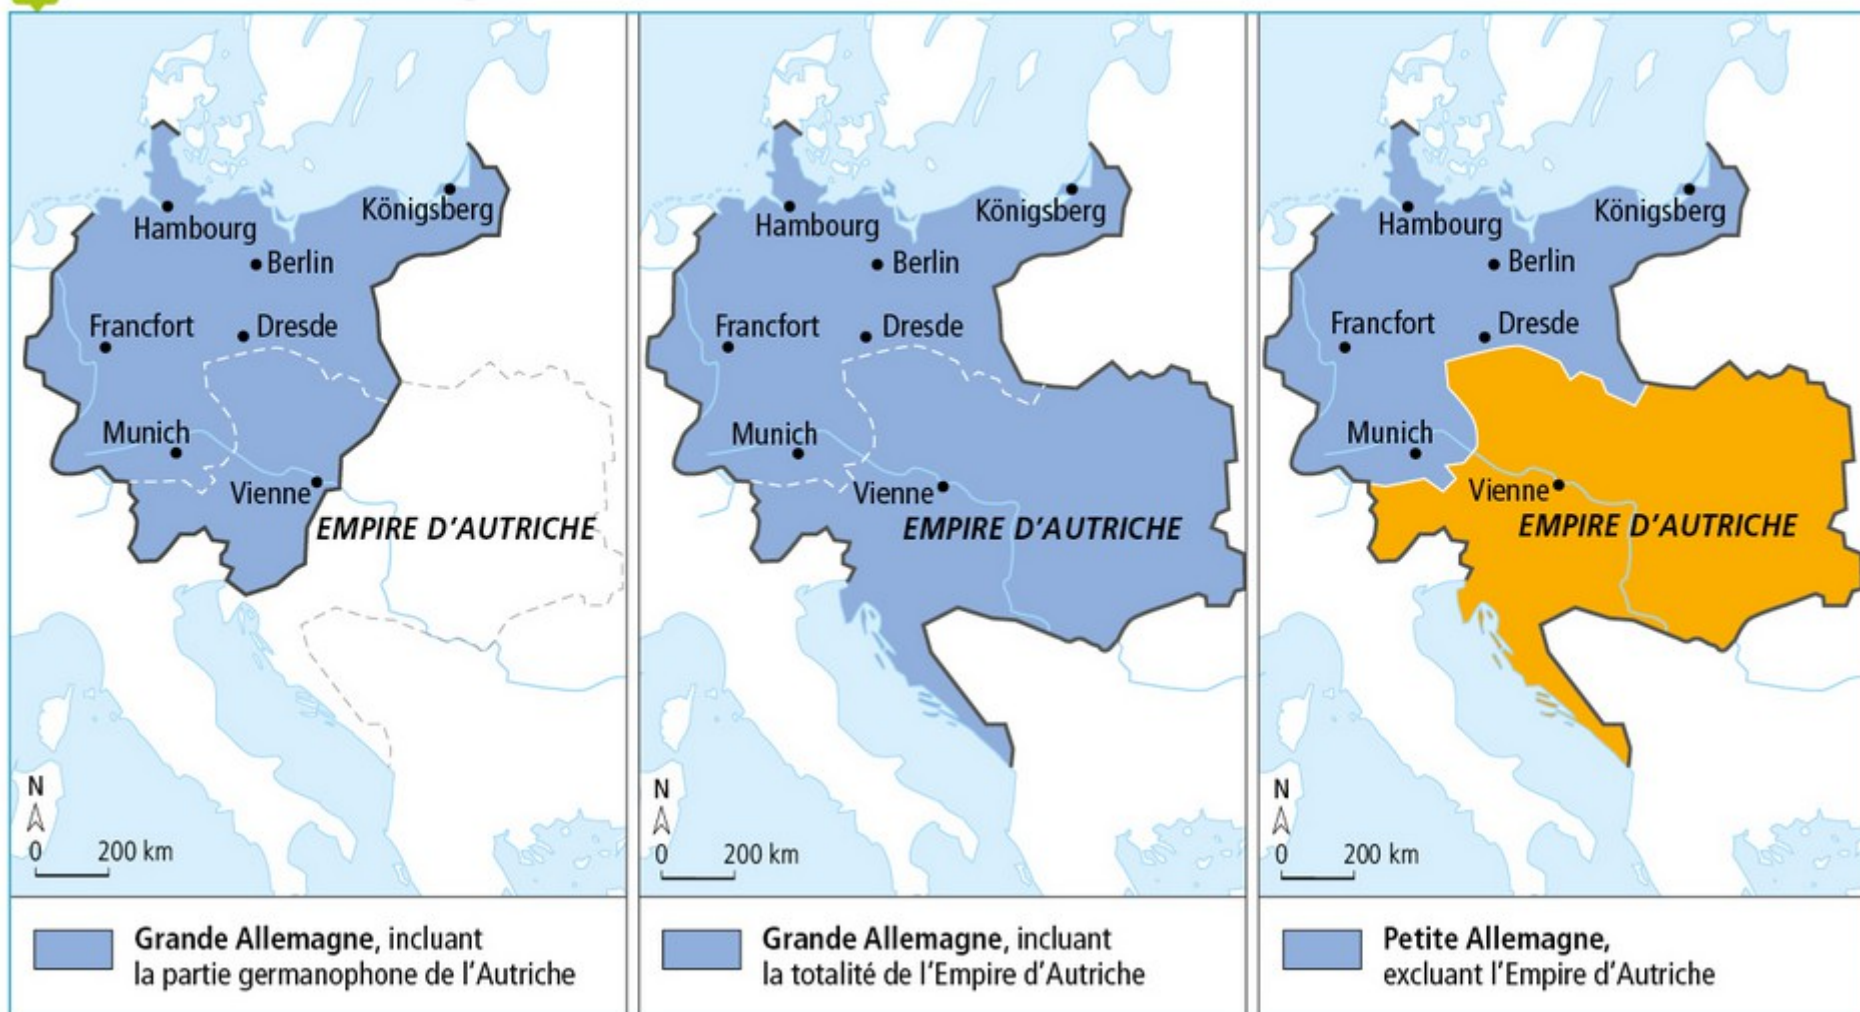 Hambourg
Königsberg
Berlin
Francfort
Dresde
Munich
Vienne
EMPIRE D'AUTRICHE
N
0 200 km
Grande Allemagne, incluant
la partie germanophone de l'Autriche
Hambourg
Königsberg
Berlin
Francfort
Dresde
Munich
Vienne
EMPIRE D'AUTRICHE
N
0 200 km
Grande Allemagne, incluant
la totalité de l'Empire d'Autriche
Hambourg
Königsberg
Berlin
Francfort
Dresde
Munich
Vienne
EMPIRE D'AUTRICHE
N
0 200 km
Petite Allemagne,
excluant l'Empire d'Autriche